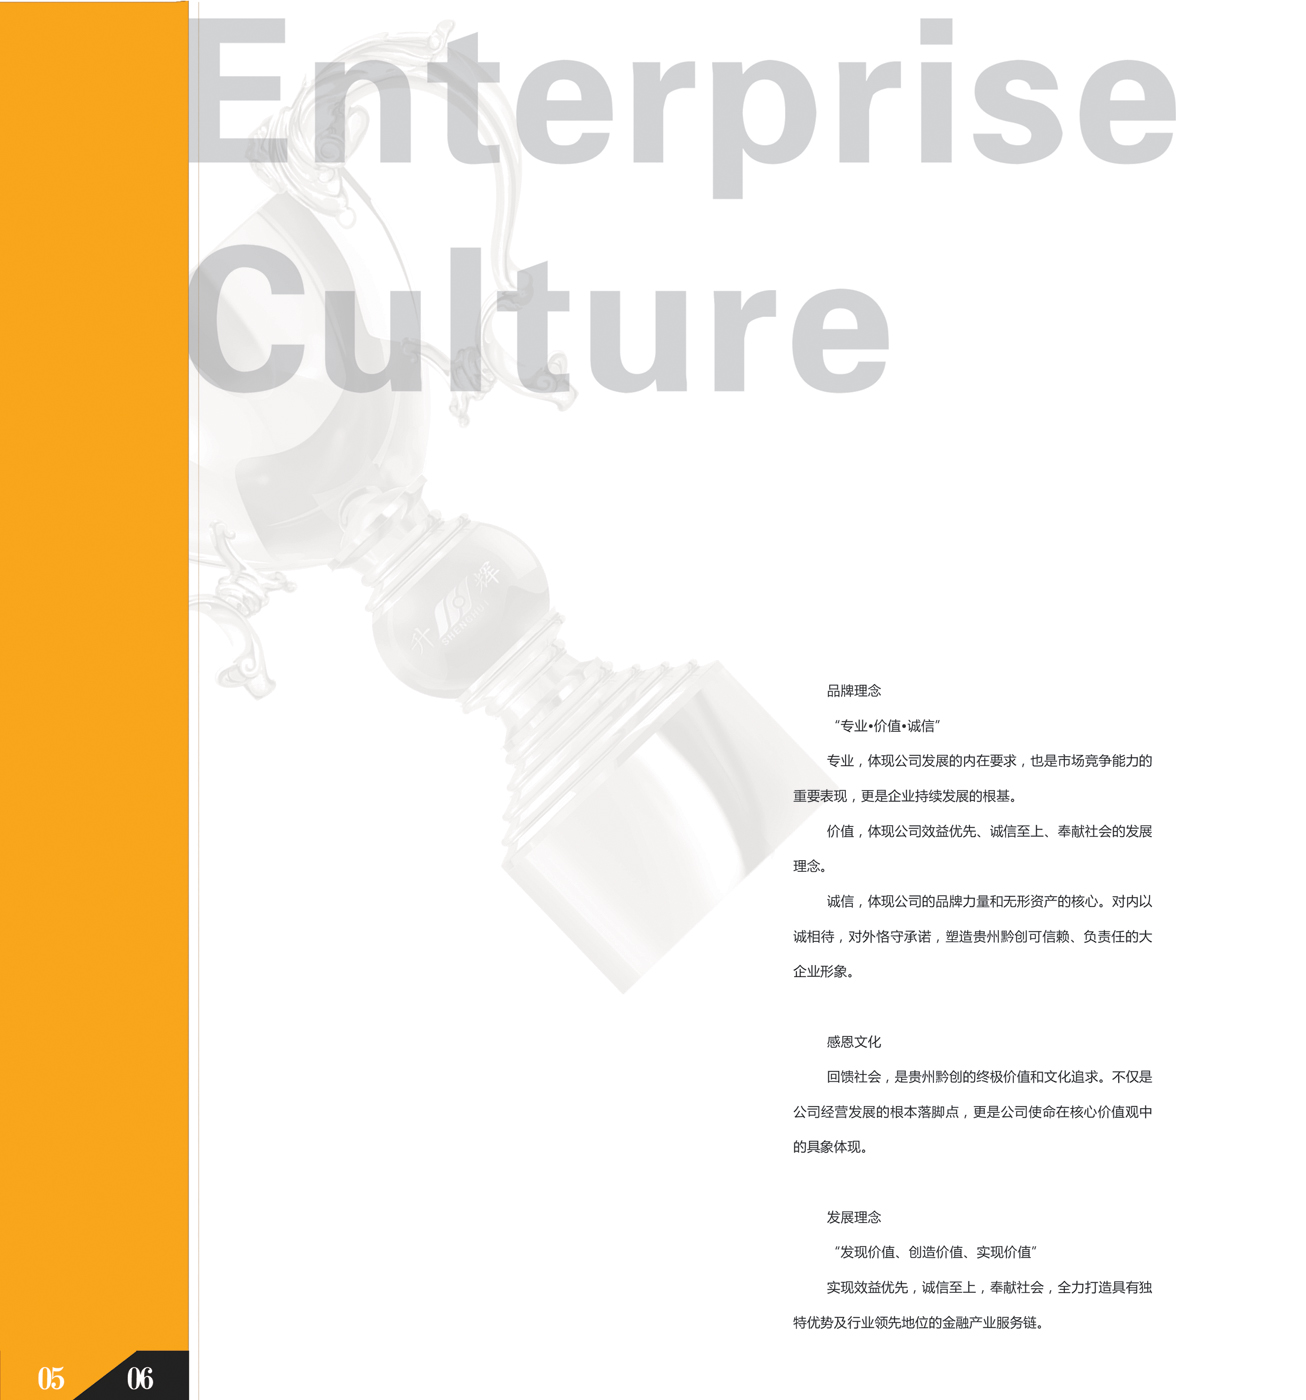 Enterprise
Culture
升 辉
SHENGHUI
品牌理念
“专业•价值•诚信”
专业，体现公司发展的内在要求，也是市场竞争能力的
重要表现，更是企业持续发展的根基。
价值，体现公司效益优先、诚信至上、奉献社会的发展
理念。
诚信，体现公司的品牌力量和无形资产的核心。对内以
诚相待，对外恪守承诺，塑造贵州黔创可信赖、负责任的大
企业形象。
感恩文化
回馈社会，是贵州黔创的终极价值和文化追求。不仅是
公司经营发展的根本落脚点，更是公司使命在核心价值观中
的具象体现。
发展理念
“发现价值、创造价值、实现价值”
实现效益优先，诚信至上，奉献社会，全力打造具有独
特优势及行业领先地位的金融产业服务链。
05 06